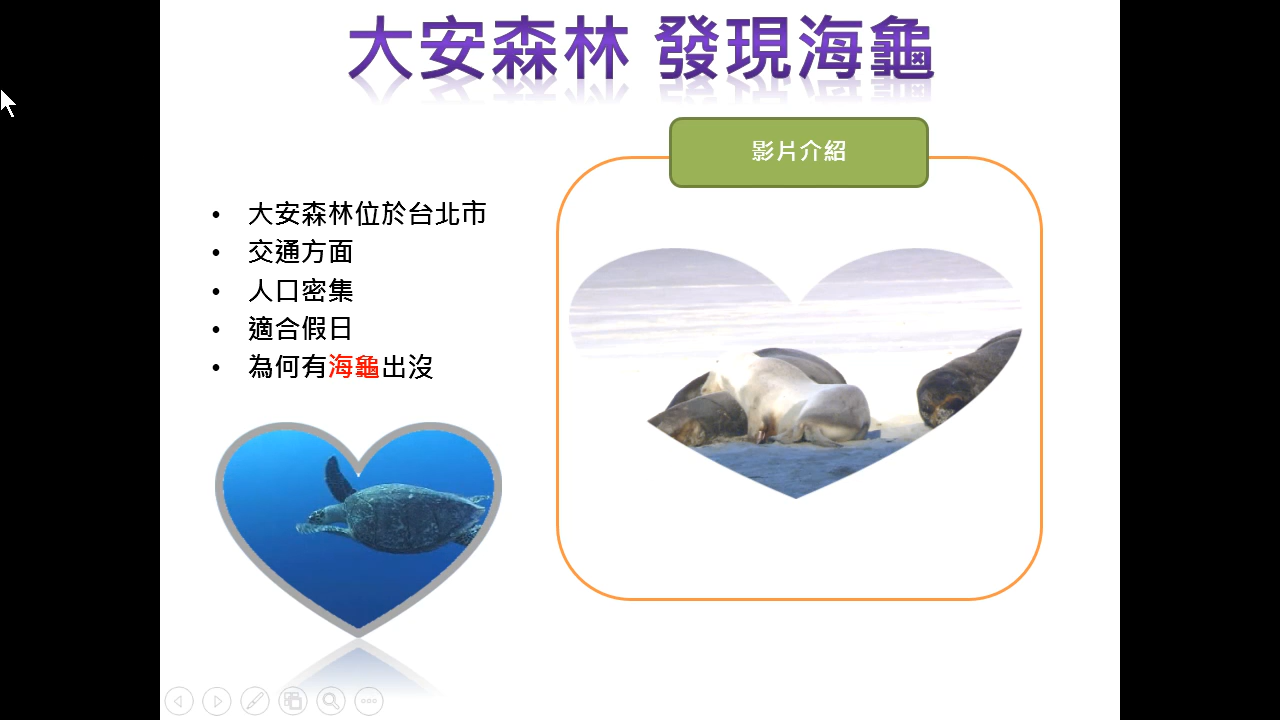 大安森林 發現海龜
影片介紹
• 大安森林位於台北市
• 交通方面
• 人口密集
• 適合假日
• 為何有海龜出沒